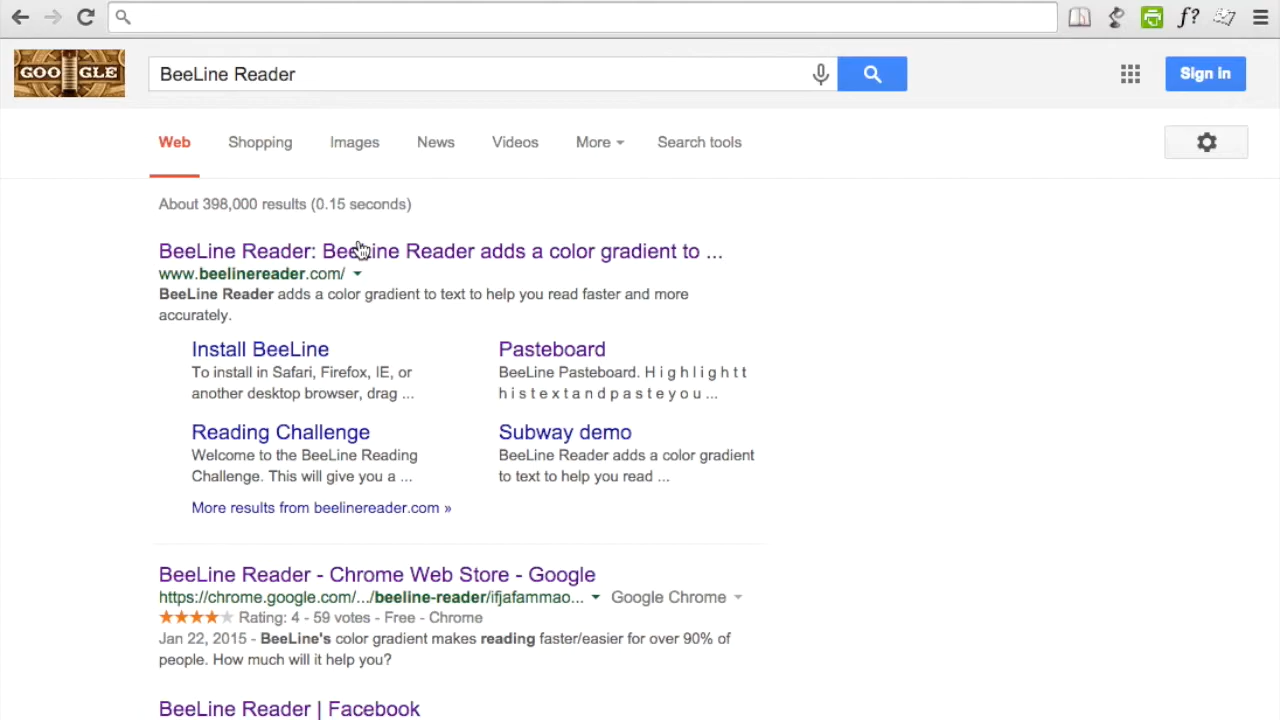 f?
GOOGLE
BeeLine Reader
Sign in
Web Shopping Images News Videos More Search tools
About 398,000 results (0.15 seconds)
BeeLine Reader: BeeLine Reader adds a color gradient to ...
www.beelinereader.com/
BeeLine Reader adds a color gradient to text to help you read faster and more
accurately.
Install BeeLine
To install in Safari, Firefox, IE, or
another desktop browser, drag ...
Pasteboard
BeeLine Pasteboard. H i g h l i g h t t
h i s t e x t a n d p a s t e y o u ...
Reading Challenge
Welcome to the BeeLine Reading
Challenge. This will give you a ...
Subway demo
BeeLine Reader adds a color gradient
to text to help you read ...
More results from beelinereader.com »
BeeLine Reader - Chrome Web Store - Google
https://chrome.google.com/.../beeline-reader/ifjafammao... Google Chrome
Rating: 4 - 59 votes - Free - Chrome
Jan 22, 2015 - BeeLine's color gradient makes reading faster/easier for over 90% of
people. How much will it help you?
BeeLine Reader | Facebook